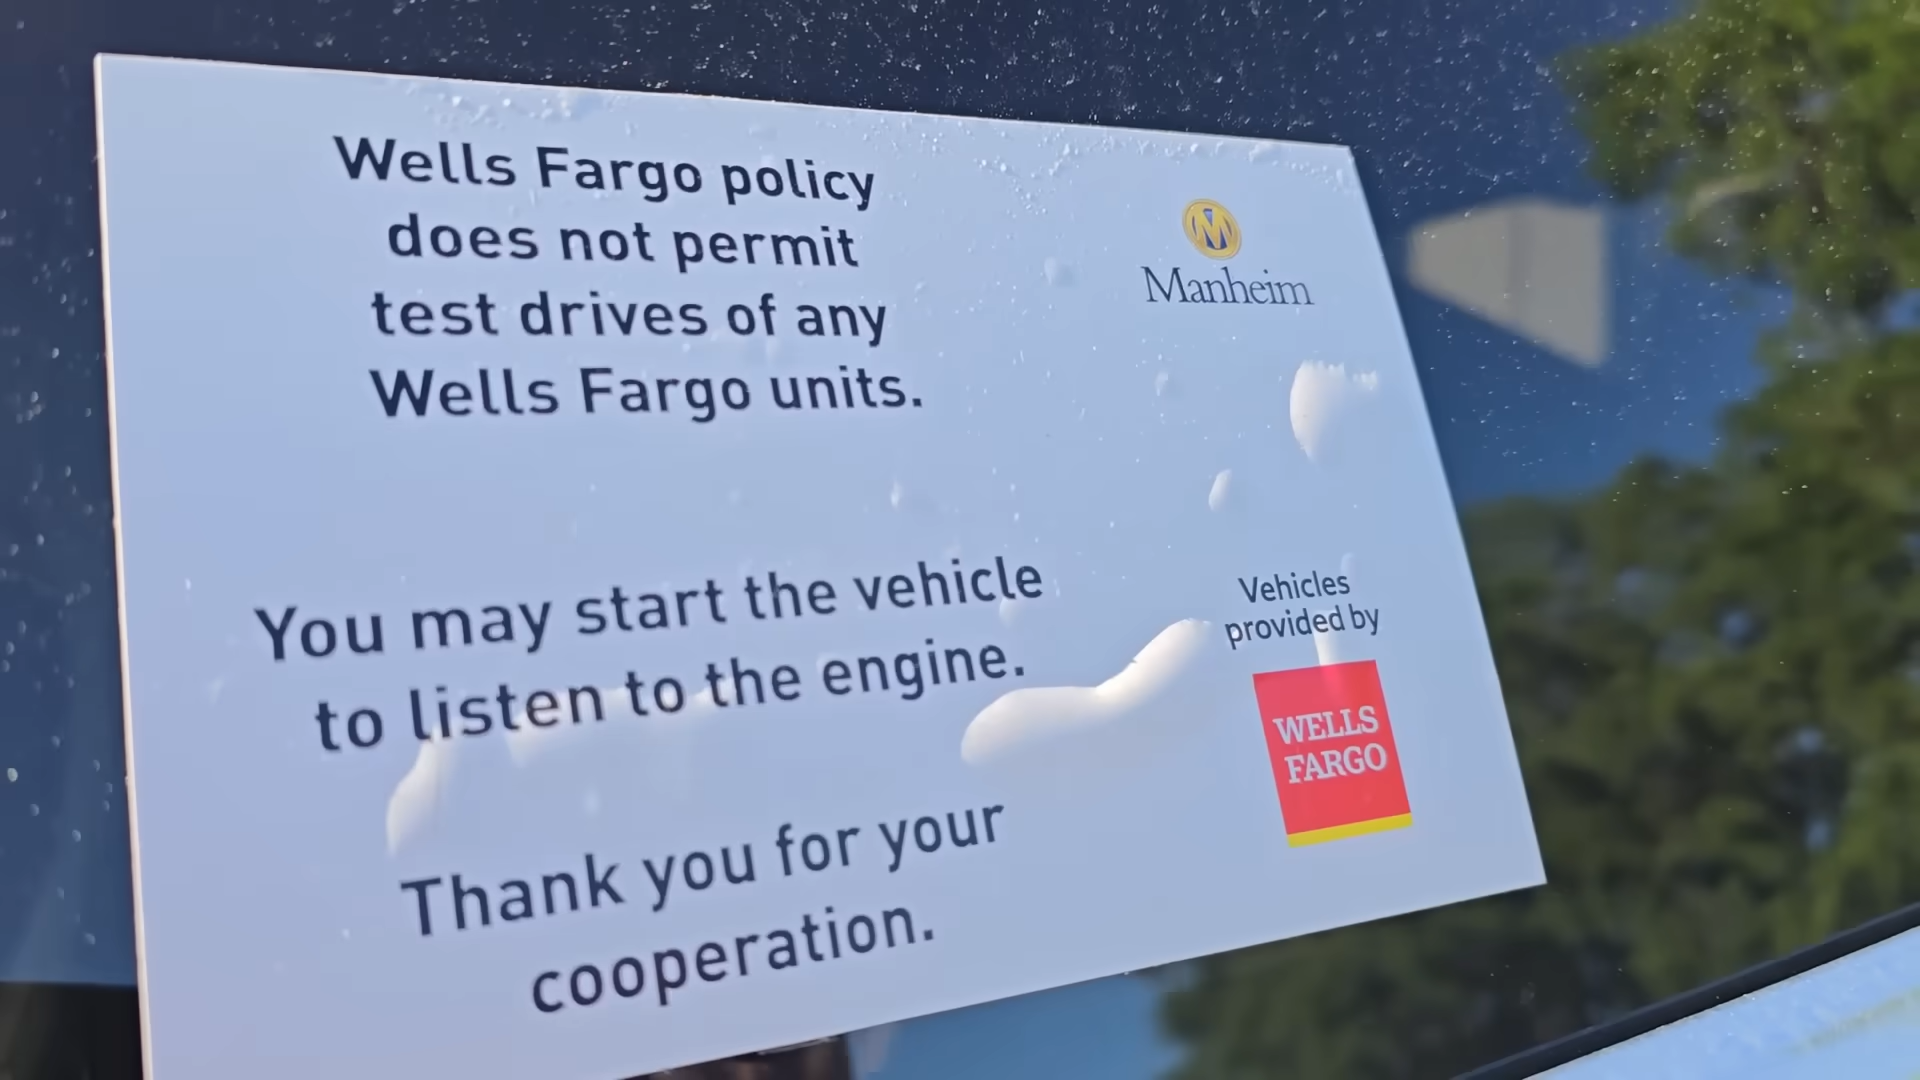 Wells Fargo policy
does not permit
test drives of any
Wells Fargo units.
You may start the vehicle
to listen to the engine.
Thank you for your
cooperation.
M
Manheim
Vehicles
provided by
WELLS
FARGO